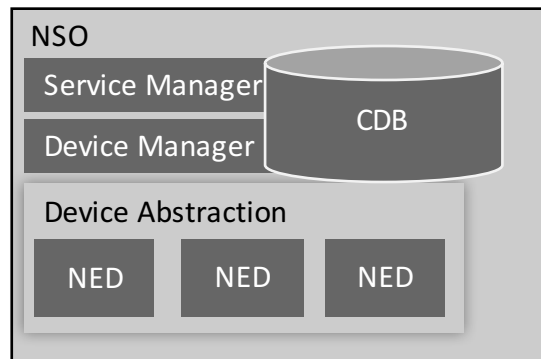 NSO
Service Manager
CDB
Device Manager
Device Abstraction
NED NED NED